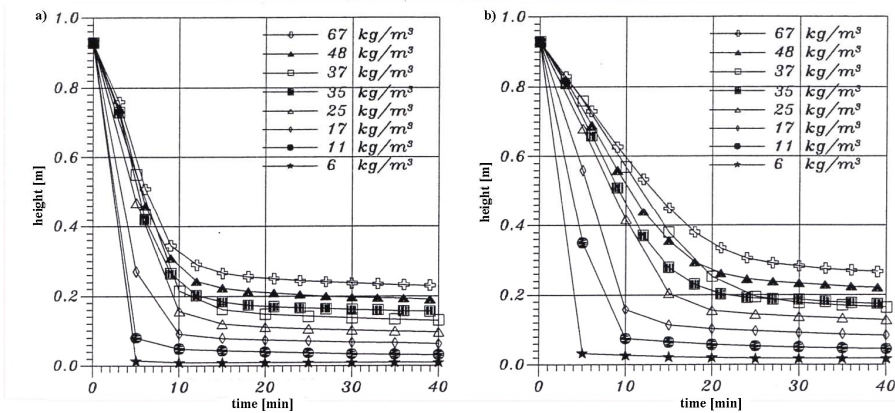 a)
1.0
0.8
0.6
0.4
0.2
0.0
height [m]
67 kg/m³
48 kg/m³
37 kg/m³
35 kg/m³
25 kg/m³
17 kg/m³
11 kg/m³
6 kg/m³
0 10 20 30 40
time [min]
b)
1.0
0.8
0.6
0.4
0.2
0.0
height [m]
67 kg/m³
48 kg/m³
37 kg/m³
35 kg/m³
25 kg/m³
17 kg/m³
11 kg/m³
6 kg/m³
0 10 20 30 40
time [min]